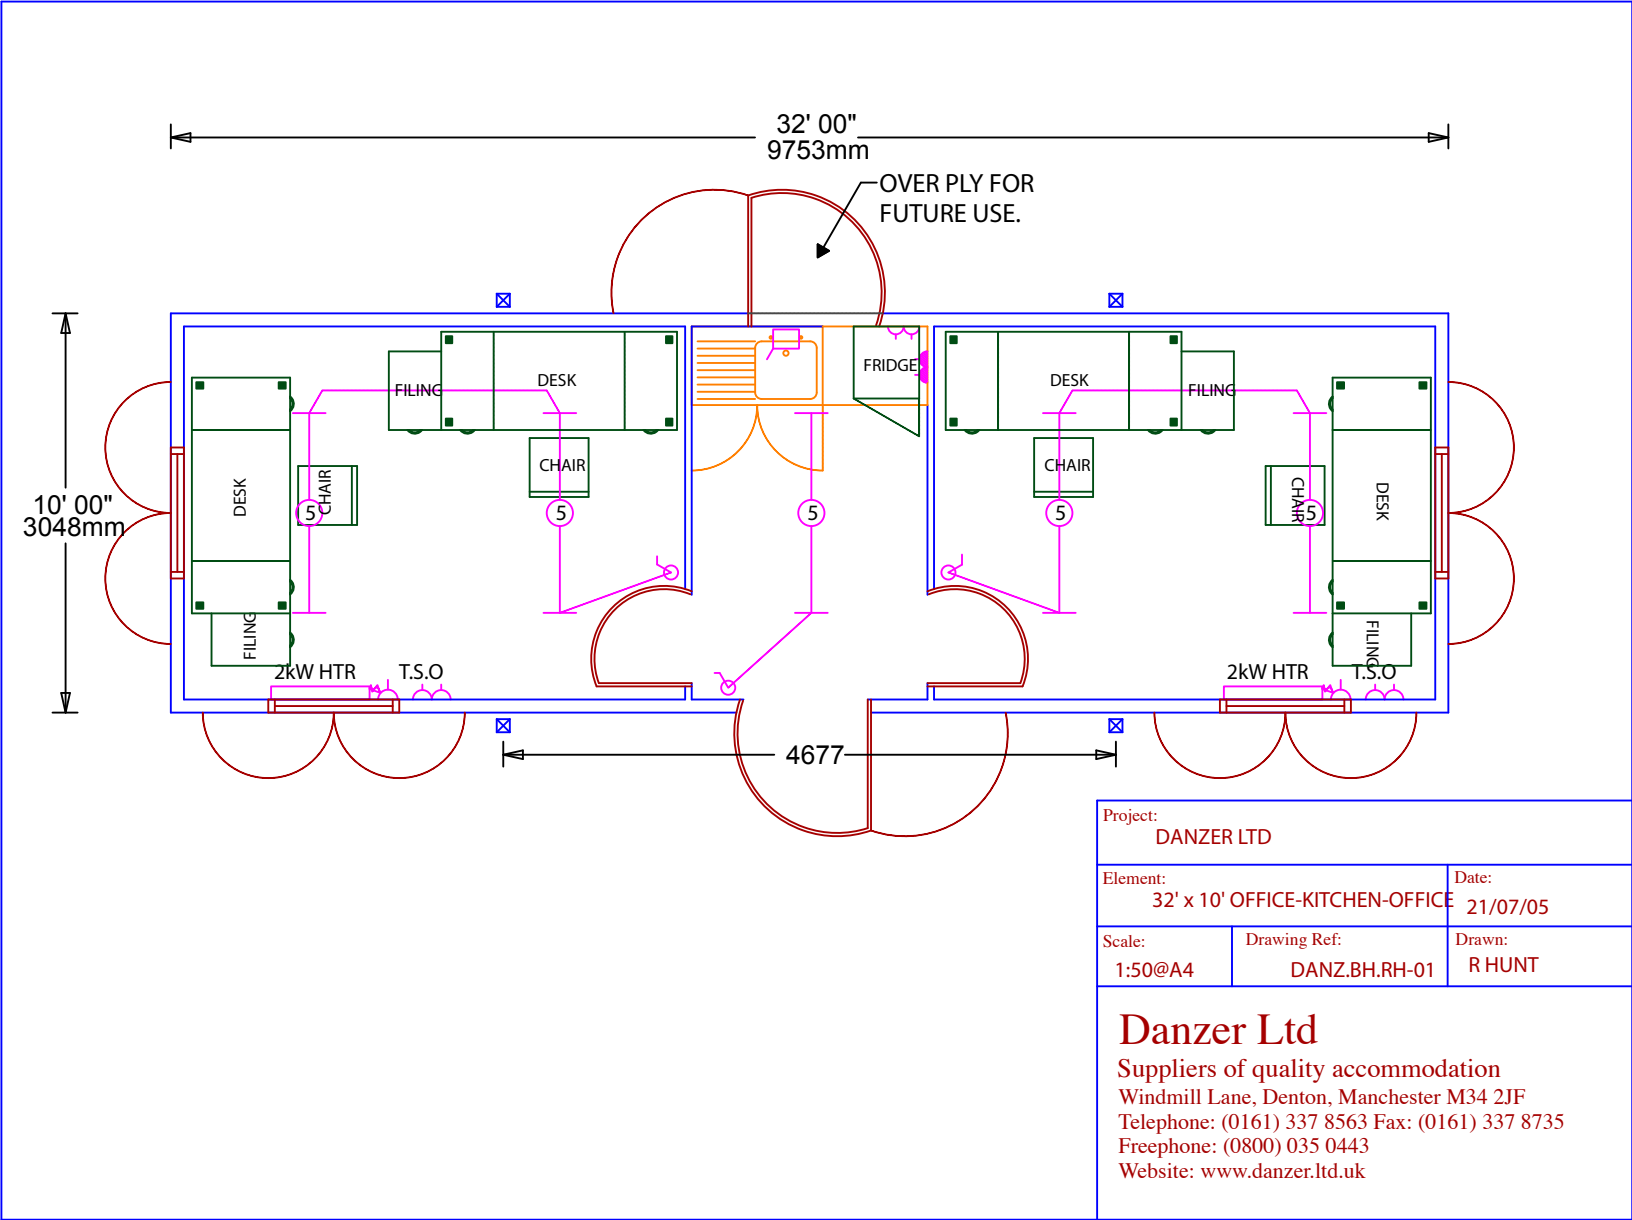 32' 00"
9753mm
OVER PLY FOR
FUTURE USE.
10' 00"
3048mm
FILING
DESK
FRIDGE
DESK
FILING
CHAIR
CHAIR
DESK
CHAIR
CHAIR
DESK
5
5
5
5
5
FILING
FILING
2kW HTR
T.S.O
2kW HTR
T.S.O
4677
Project:
DANZER LTD
Element:
32' x 10' OFFICE-KITCHEN-OFFICE
Date:
21/07/05
Scale:
1:50@A4
Drawing Ref:
DANZ.BH.RH-01
Drawn:
R HUNT
Danzer Ltd
Suppliers of quality accommodation
Windmill Lane, Denton, Manchester M34 2JF
Telephone: (0161) 337 8563 Fax: (0161) 337 8735
Freephone: (0800) 035 0443
Website: www.danzer.ltd.uk